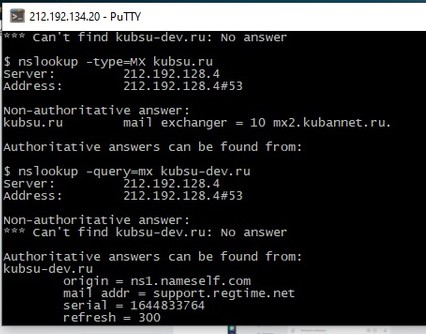 212.192.134.20 - PuTTY
*** Can't find kubsu-dev.ru: No answer
$ nslookup -type=MX kubsu.ru
Server: 212.192.128.4
Address: 212.192.128.4#53
Non-authoritative answer:
kubsu.ru mail exchanger = 10 mx2.kubannet.ru.
Authoritative answers can be found from:
$ nslookup -query=mx kubsu-dev.ru
Server: 212.192.128.4
Address: 212.192.128.4#53
Non-authoritative answer:
*** Can't find kubsu-dev.ru: No answer
Authoritative answers can be found from:
kubsu-dev.ru
origin = ns1.nameself.com
mail addr = support.regtime.net
serial = 1644833764
refresh = 300